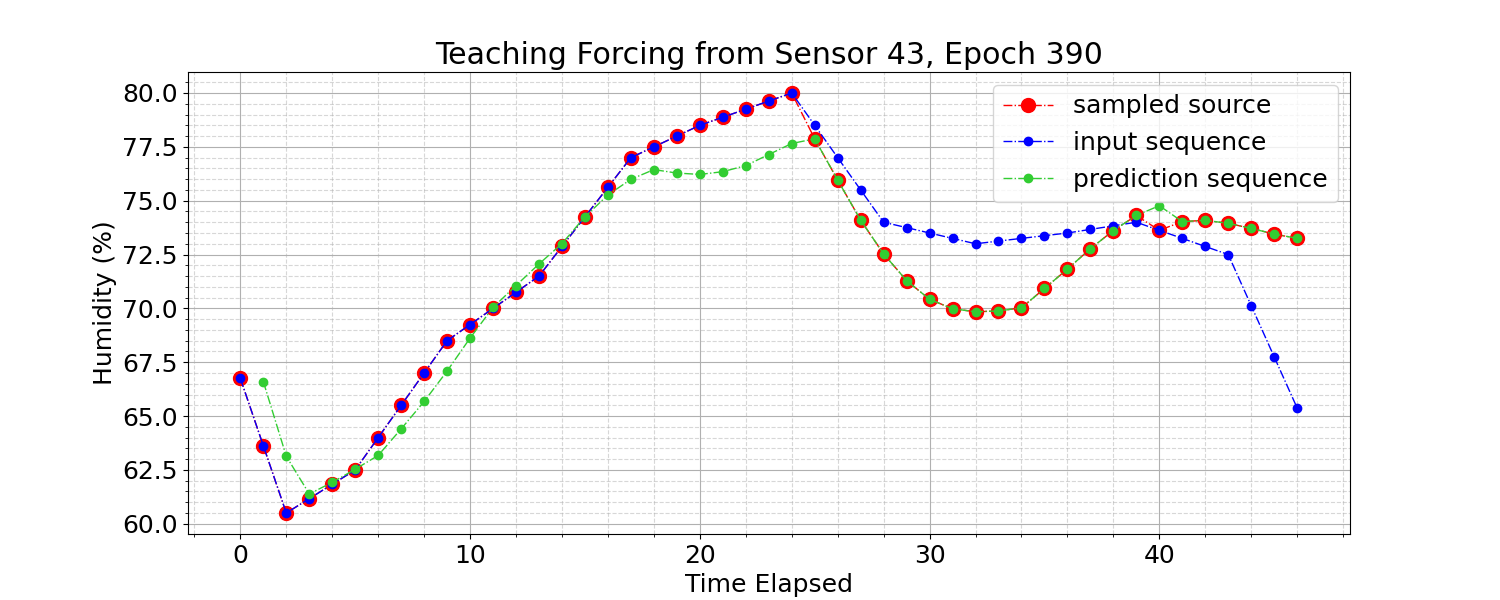 Teaching Forcing from Sensor 43, Epoch 390
80.0
77.5
75.0
72.5
70.0
67.5
65.0
62.5
60.0
Humidity (%)
sampled source
input sequence
prediction sequence
0 10 20 30 40
Time Elapsed